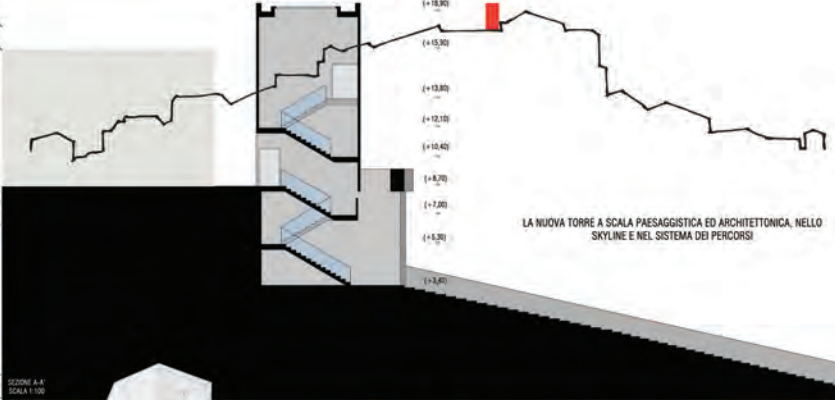 (+18,90)
(+15,90)
(+13,80)
(+12,10)
(+10,40)
(+8,70)
(+7,00)
(+5,30)
(+3,40)
LA NUOVA TORRE A SCALA PAESAGGISTICA ED ARCHITETTONICA, NELLO
SKYLINE E NEL SISTEMA DEI PERCORSI
SEZIONE A-A'
SCALA 1:100